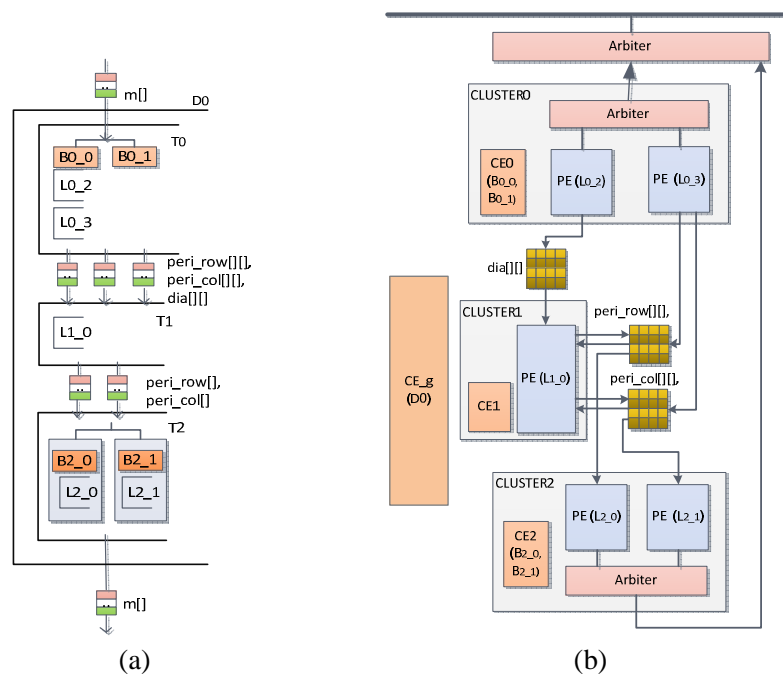 m[]
D0
T0
B0_0
B0_1
L0_2
L0_3
peri_row[][],
peri_col[][],
dia[][]
T1
L1_0
peri_row[],
peri_col[]
T2
B2_0
B2_1
L2_0
L2_1
m[]
(a)
Arbiter
CLUSTER0
Arbiter
CE0
(B0_0,
B0_1)
PE (L0_2)
PE (L0_3)
dia[][]
CE_g
(D0)
CLUSTER1
peri_row[][],
PE (L1_0)
peri_col[][],
CE1
CLUSTER2
PE (L2_0)
PE (L2_1)
CE2
(B2_0,
B2_1)
Arbiter
(b)